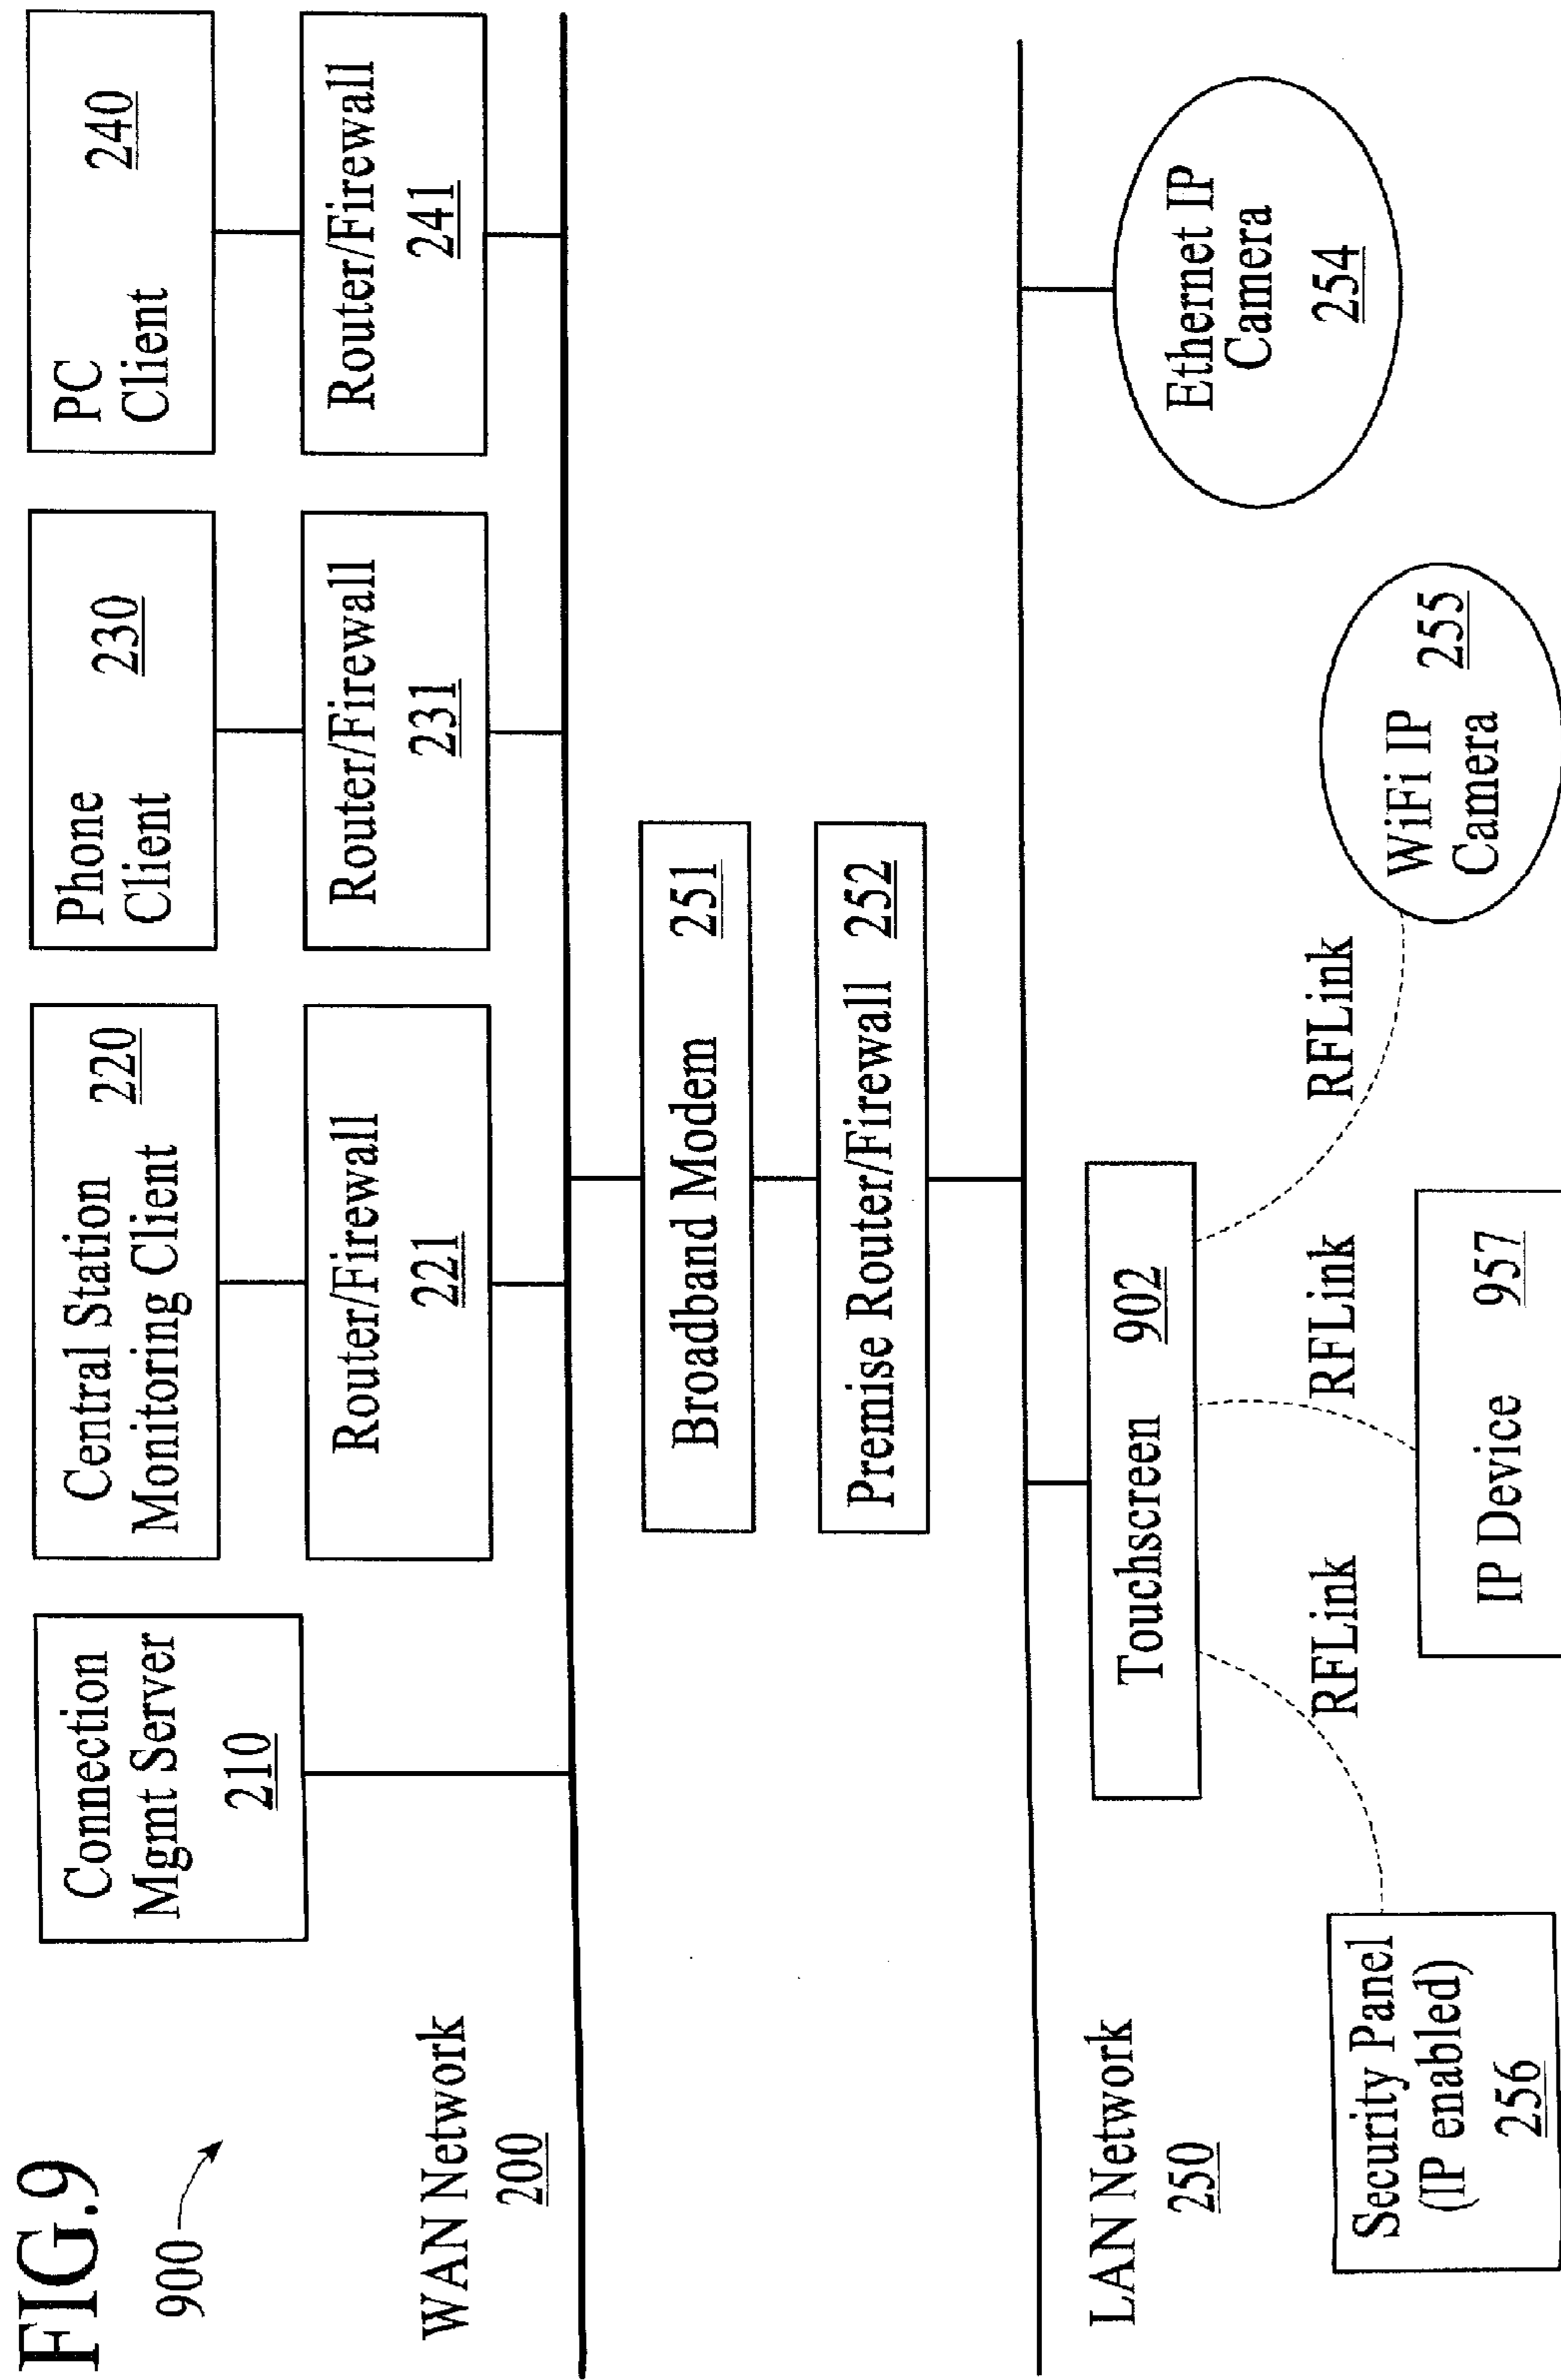 FIG.9
900
Connection
Mgmt Server
210
Central Station
Monitoring Client 220
Phone
Client 230
PC
Client 240
Router/Firewall
221
Router/Firewall
231
Router/Firewall
241
WAN Network
200
Broadband Modem 251
Premise Router/Firewall 252
LAN Network
250
Touchscreen 902
Ethernet IP
Camera
254
RFLink
RFLink
RFLink
Security Panel
(IP enabled)
256
IP Device 957
WiFi IP
Camera 255